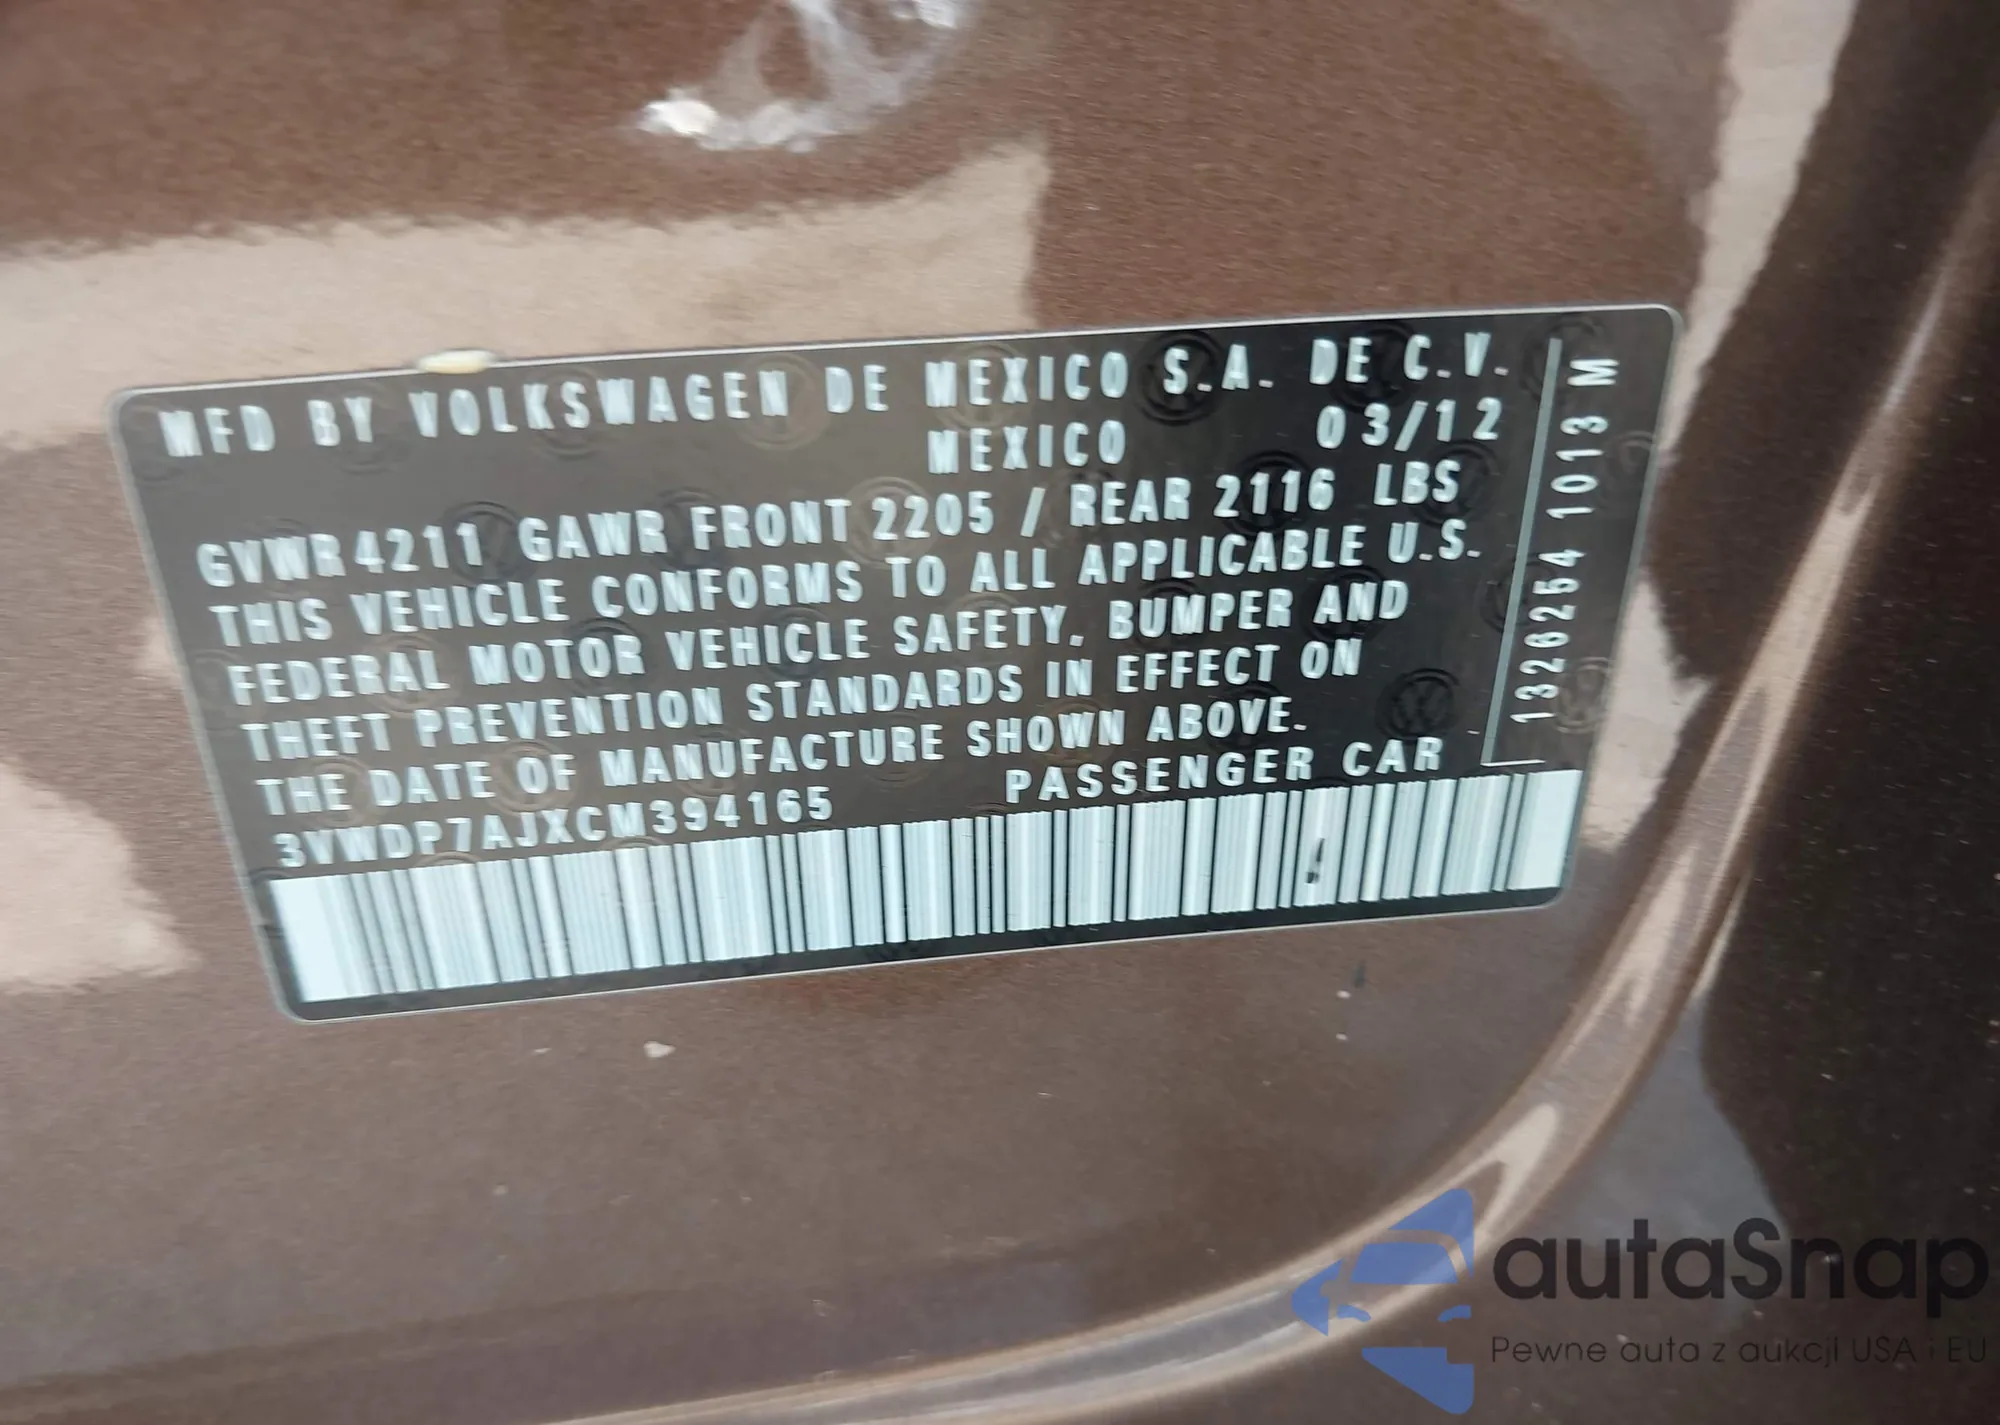 MFD BY VOLKSWAGEN DE MEXICO S.A. DE C.V.
MEXICO 03/12
GVWR 4211 GAWR FRONT 2205 / REAR 2116 LBS
THIS VEHICLE CONFORMS TO ALL APPLICABLE U.S.
FEDERAL MOTOR VEHICLE SAFETY, BUMPER AND
THEFT PREVENTION STANDARDS IN EFFECT ON
THE DATE OF MANUFACTURE SHOWN ABOVE.
3VWDP7AJXCM394165 PASSENGER CAR
1326254 1013 M
autaSnap
Pewne auta z aukcji USA i EU